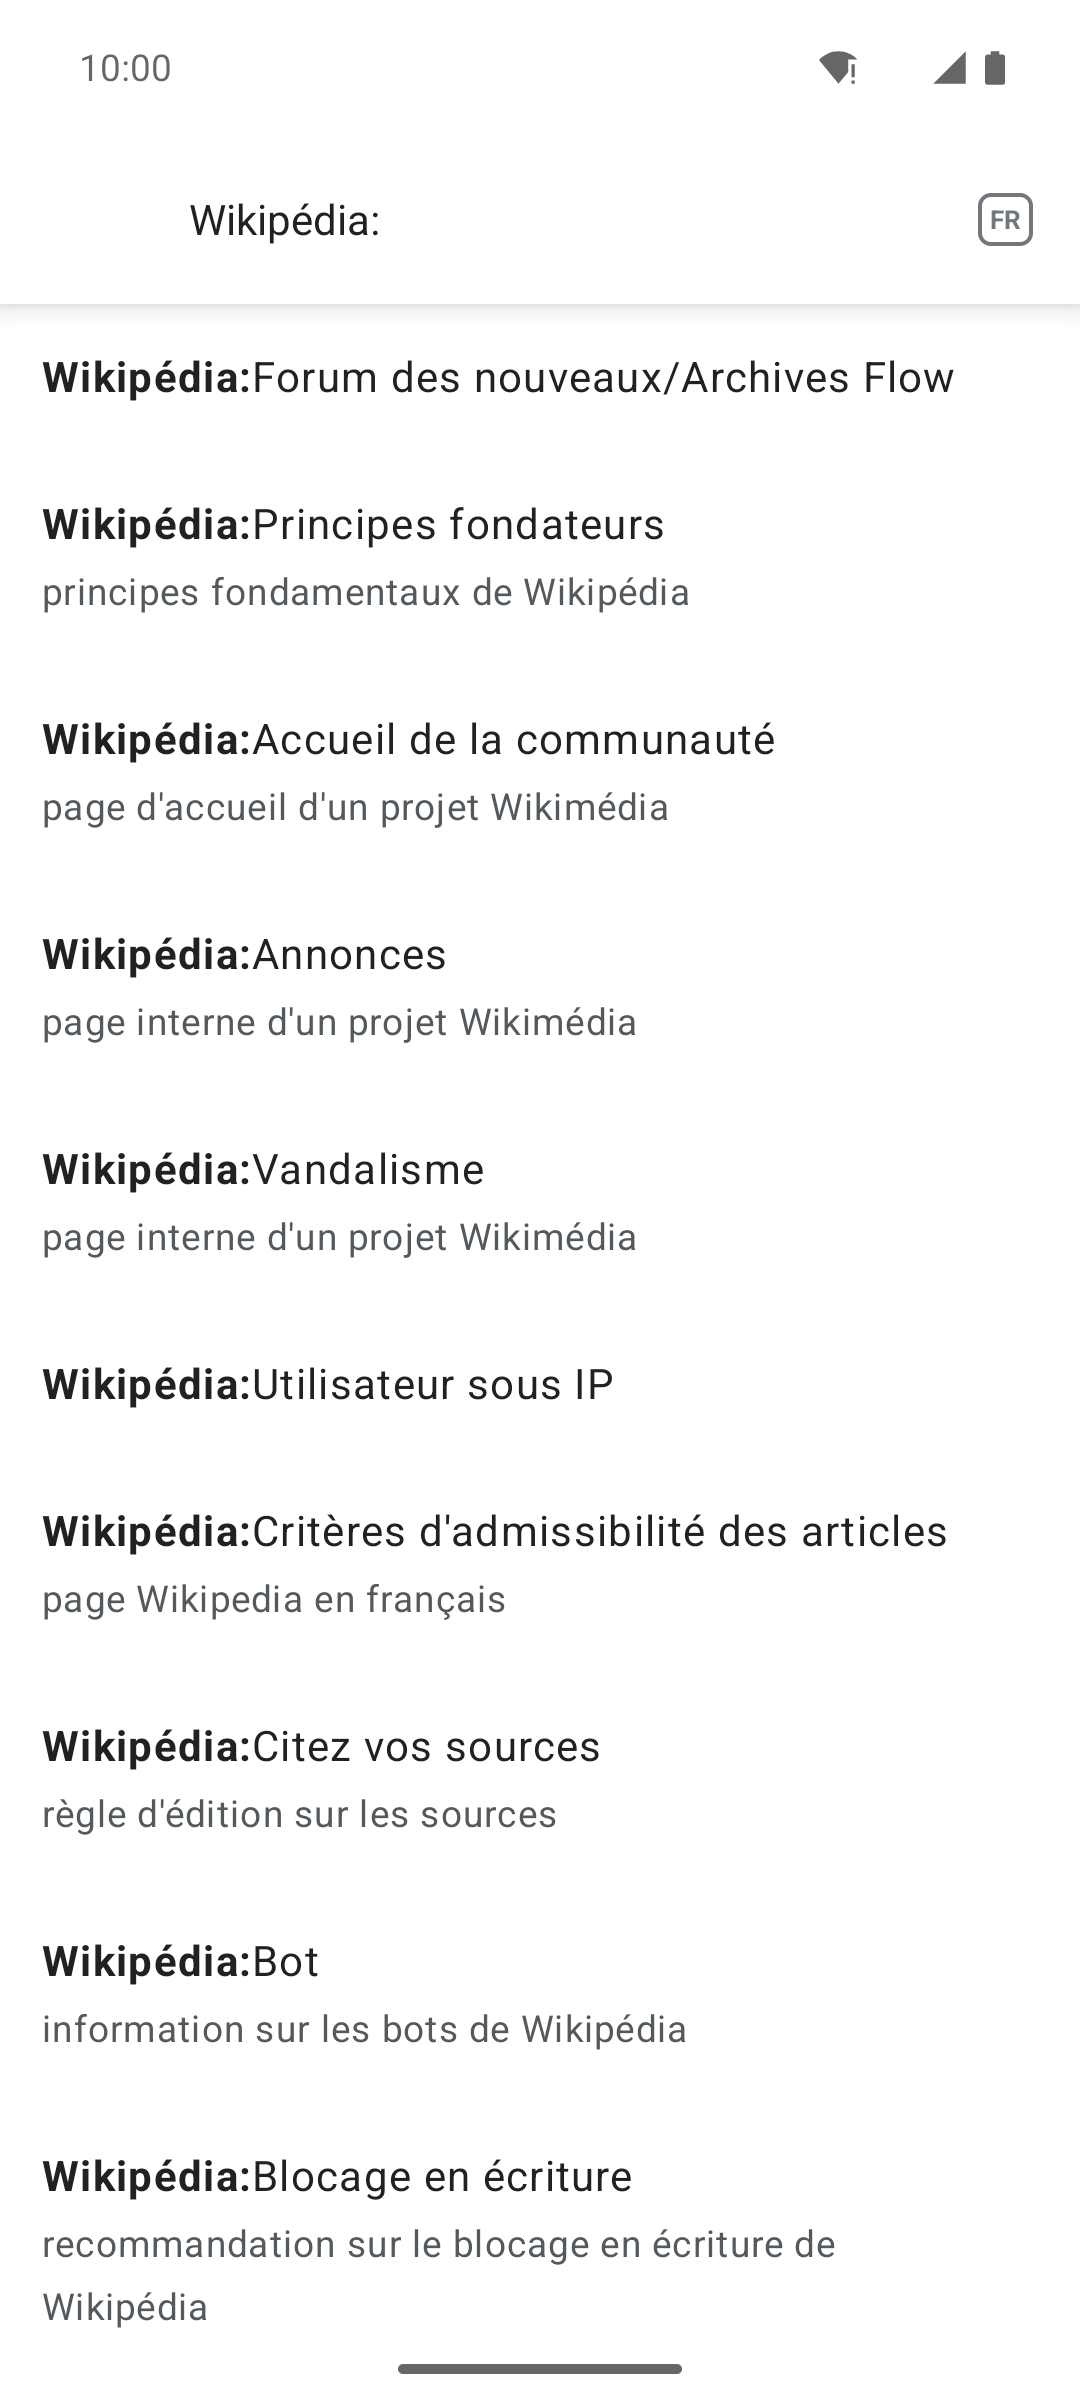 10:00
Wikipédia:
FR
Wikipédia:Forum des nouveaux/Archives Flow
Wikipédia:Principes fondateurs
principes fondamentaux de Wikipédia
Wikipédia:Accueil de la communauté
page d'accueil d'un projet Wikimédia
Wikipédia:Annonces
page interne d'un projet Wikimédia
Wikipédia:Vandalisme
page interne d'un projet Wikimédia
Wikipédia:Utilisateur sous IP
Wikipédia:Critères d'admissibilité des articles
page Wikipedia en français
Wikipédia:Citez vos sources
règle d'édition sur les sources
Wikipédia:Bot
information sur les bots de Wikipédia
Wikipédia:Blocage en écriture
recommandation sur le blocage en écriture de
Wikipédia